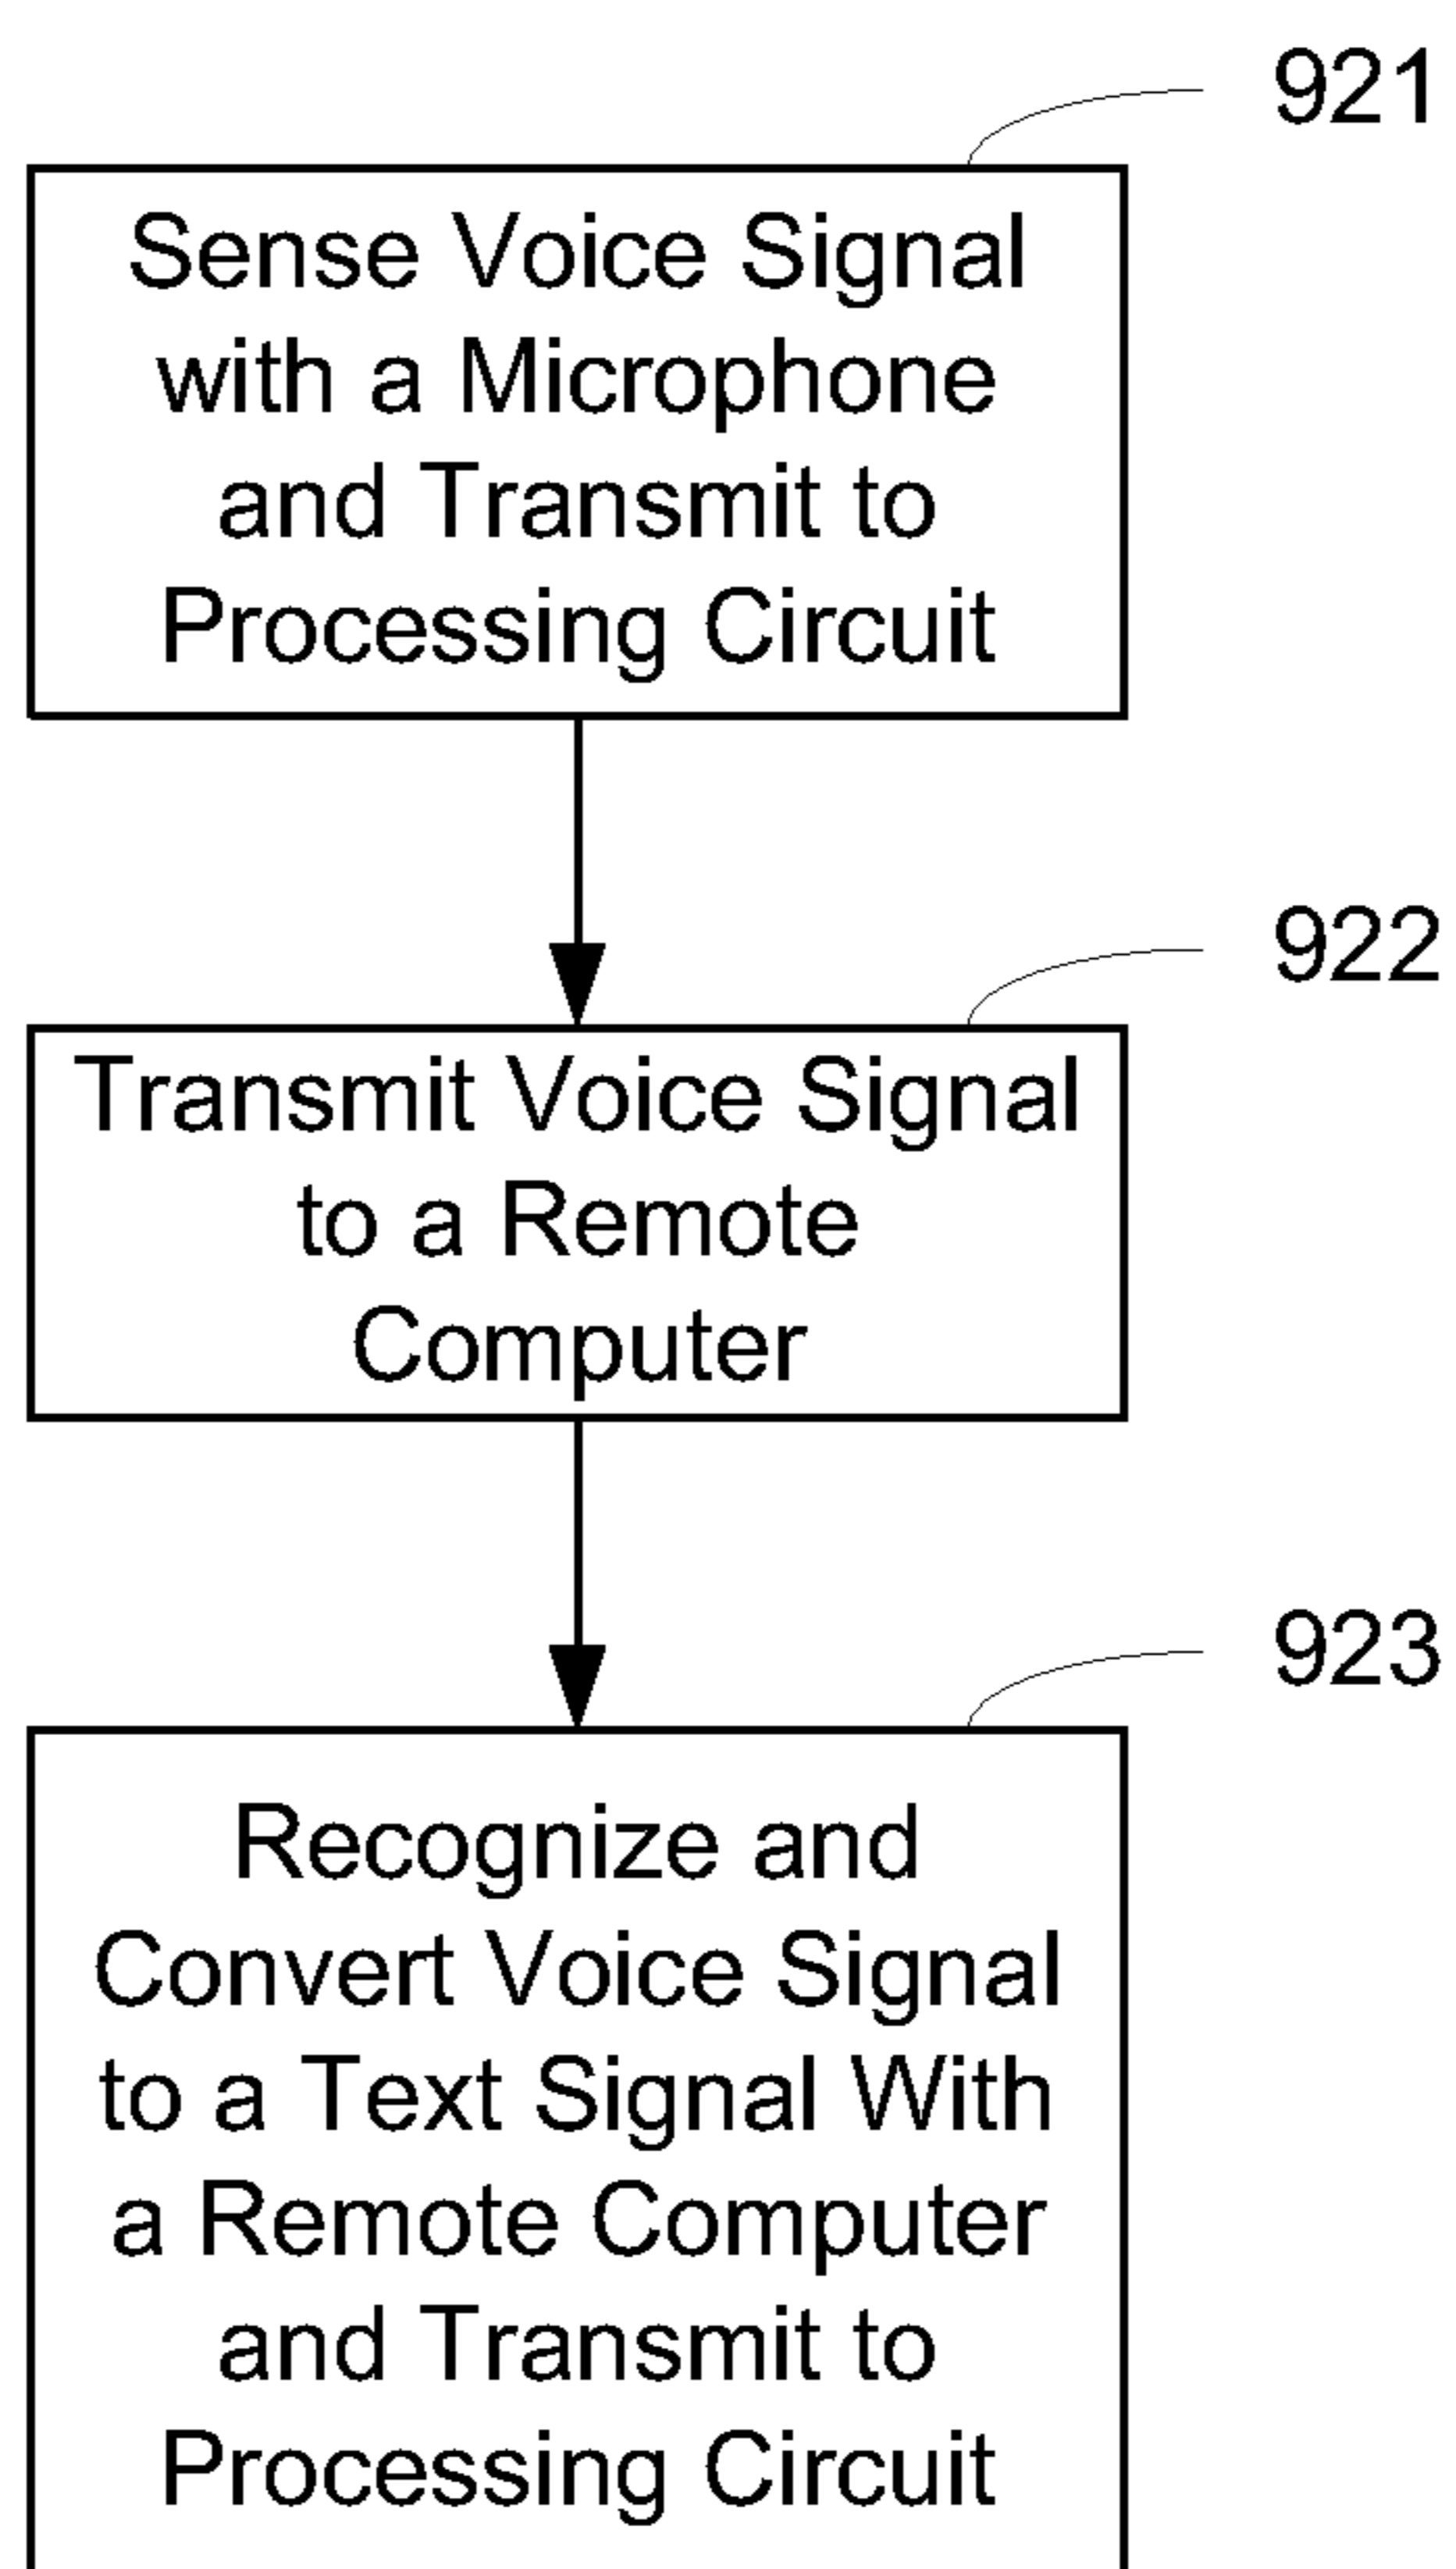 921
Sense Voice Signal
with a Microphone
and Transmit to
Processing Circuit
922
Transmit Voice Signal
to a Remote
Computer
923
Recognize and
Convert Voice Signal
to a Text Signal With
a Remote Computer
and Transmit to
Processing Circuit